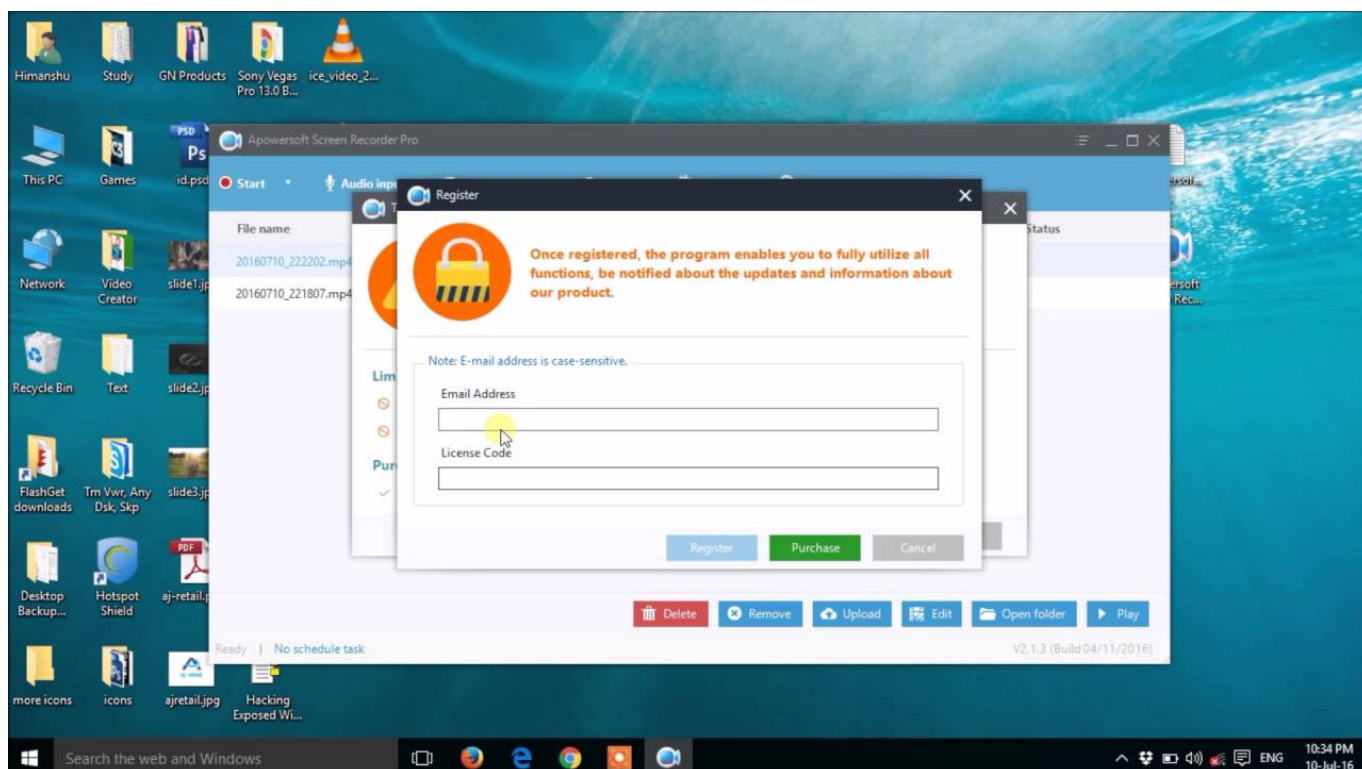 Himanshu
Study
GN Products
Sony Vegas
Pro 13.0 B...
ice_video_2...
This PC
Games
PSD
Ps
id.psd
Network
Video
Creator
slide1.jp
Recycle Bin
Text
slide2.jp
FlashGet
downloads
Tm Vwr, Any
Dsk, Skp
slide3.jp
Desktop
Backup...
Hotspot
Shield
PDF
aj-retail.p
more icons
icons
ajretail.jpg
Hacking
Exposed Wi...
Apowersoft Screen Recorder Pro
Start
Audio inpu
File name
Status
20160710_222202.mp4
20160710_221807.mp4
Lim
Pur
Register
Once registered, the program enables you to fully utilize all
functions, be notified about the updates and information about
our product.
Note: E-mail address is case-sensitive.
Email Address
License Code
Register Purchase Cancel
Delete Remove Upload Edit Open folder Play
Ready | No schedule task
V2.1.3 (Build 04/11/2016)
ersoft
Rec...
Search the web and Windows
ENG
10:34 PM
10-Jul-16